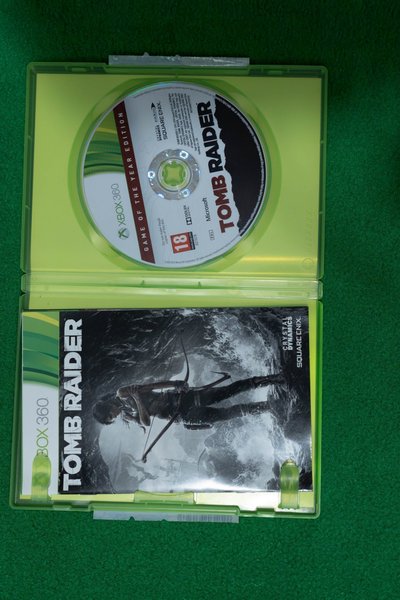 GAME OF THE YEAR EDITION
XBOX 360
TOMB RAIDER
SQUARE ENIX
Microsoft
18
TOMB RAIDER
XBOX 360
CRYSTAL
DYNAMICS
SQUARE ENIX